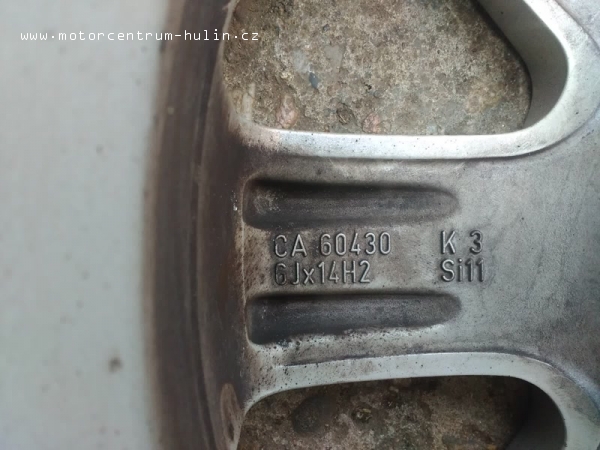 www.motorcentrum-hulin.cz
CA 60430 K 3
6Jx14H2 Si11